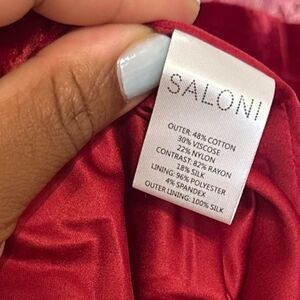 SALONI
OUTER: 48% COTTON
30% VISCOSE
22% NYLON
CONTRAST: 82% RAYON
18% SILK
LINING: 96% POLYESTER
4% SPANDEX
OUTER LINING: 100% SILK